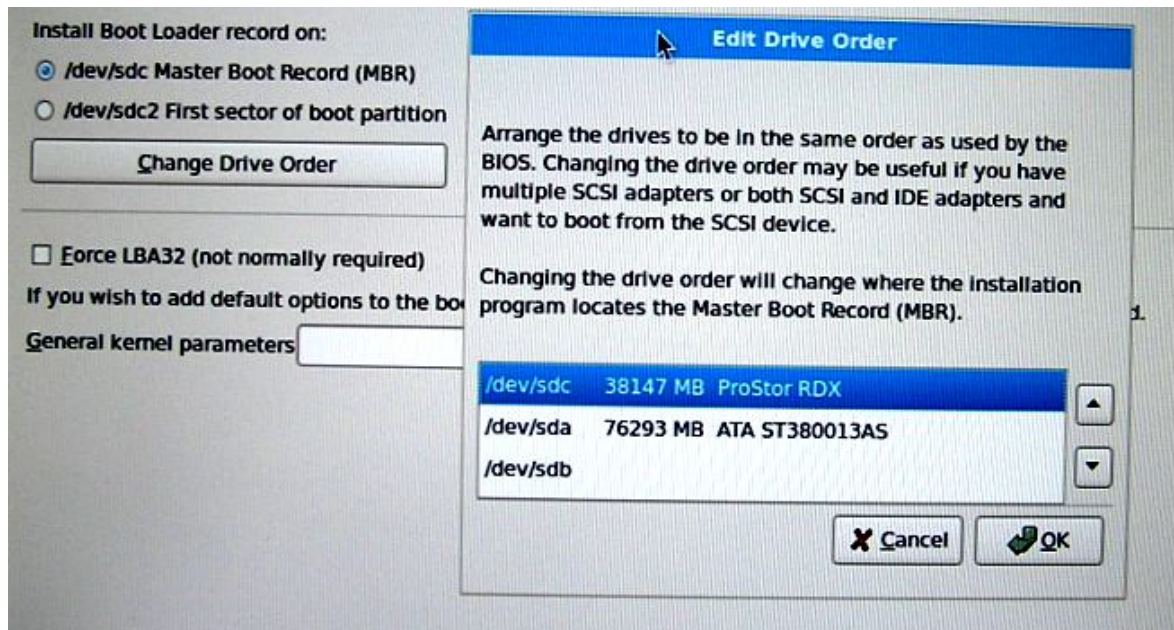 Install Boot Loader record on:
/dev/sdc Master Boot Record (MBR)
/dev/sdc2 First sector of boot partition
Change Drive Order
Force LBA32 (not normally required)
If you wish to add default options to the
General kernel parameters
Edit Drive Order
Arrange the drives to be in the same order as used by the
BIOS. Changing the drive order may be useful if you have
multiple SCSI adapters or both SCSI and IDE adapters and
want to boot from the SCSI device.
Changing the drive order will change where the installation
program locates the Master Boot Record (MBR).
/dev/sdc 38147 MB ProStor RDX
/dev/sda 76293 MB ATA ST380013AS
/dev/sdb
Cancel
OK